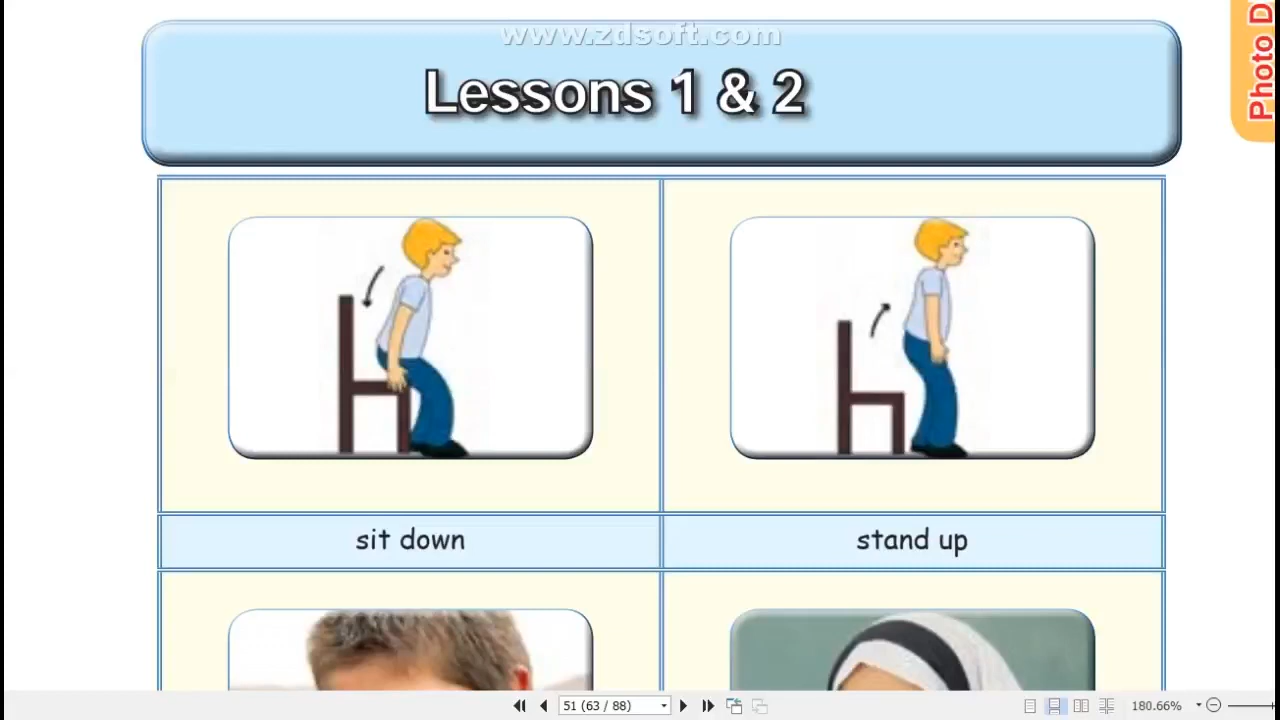 www.zdsoft.com
Lessons 1 & 2
Photo D
sit down
stand up
51 (63 / 88)
180.66%